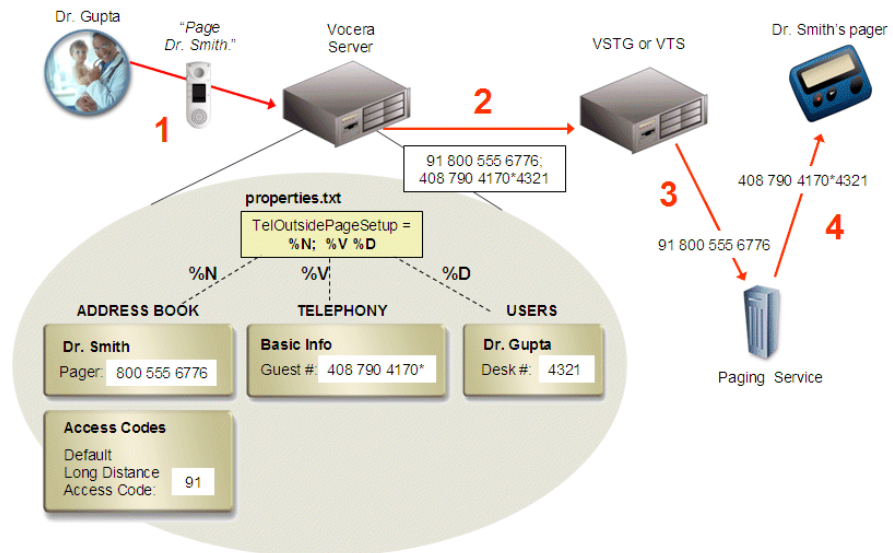 Dr. Gupta
“Page
Dr. Smith.”
Vocera
Server
VSTG or VTS
Dr. Smith’s pager
1
2
91 800 555 6776;
408 790 4170*4321
3
91 800 555 6776
408 790 4170*4321
4
Paging Service
properties.txt
TelOutsidePageSetup =
%N; %V %D
%N
%V
%D
ADDRESS BOOK
Dr. Smith
Pager: 800 555 6776
TELEPHONY
Basic Info
Guest #: 408 790 4170*
USERS
Dr. Gupta
Desk #: 4321
Access Codes
Default
Long Distance
Access Code: 91